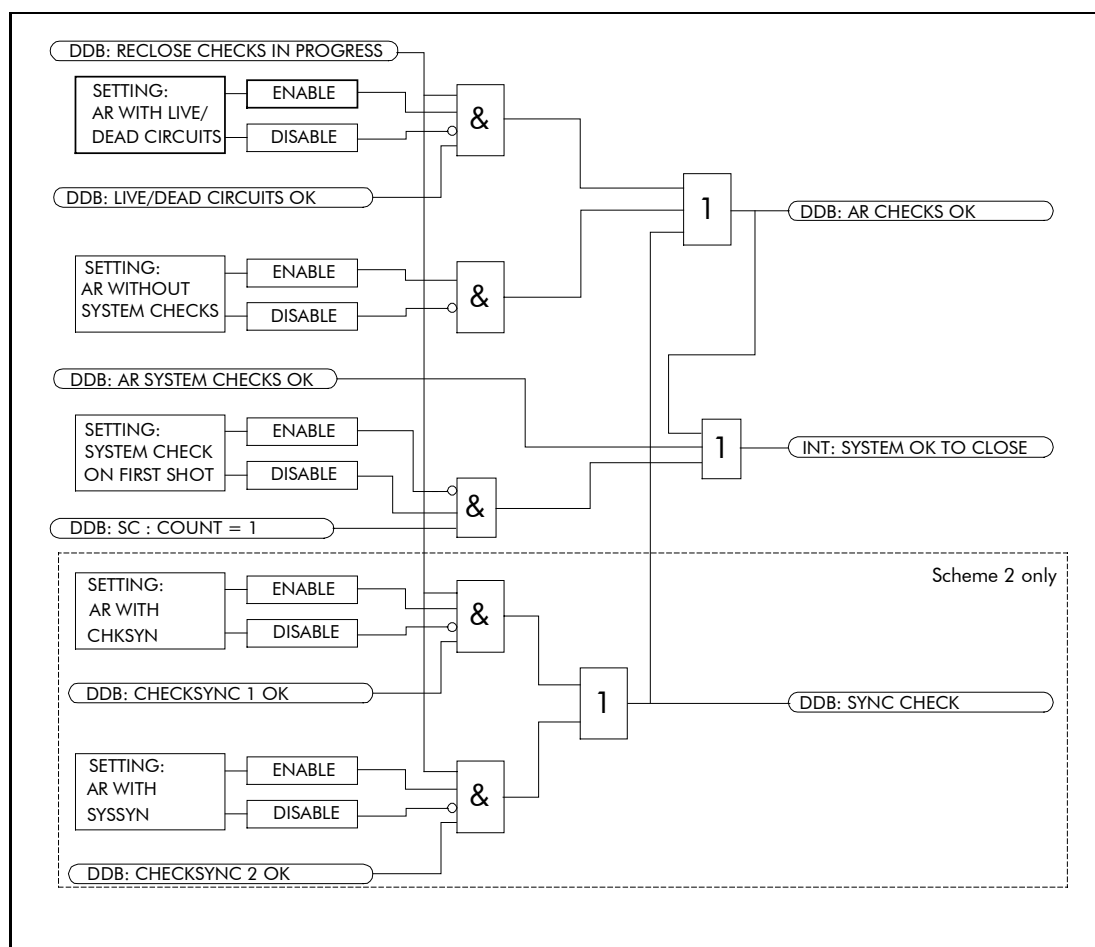 DDB: RECLOSE CHECKS IN PROGRESS
SETTING:
AR WITH LIVE/
DEAD CIRCUITS
ENABLE
DISABLE
&
DDB: LIVE/DEAD CIRCUITS OK
1
DDB: AR CHECKS OK
SETTING:
AR WITHOUT
SYSTEM CHECKS
ENABLE
DISABLE
&
DDB: AR SYSTEM CHECKS OK
SETTING:
SYSTEM CHECK
ON FIRST SHOT
ENABLE
DISABLE
&
1
INT: SYSTEM OK TO CLOSE
DDB: SC : COUNT = 1
Scheme 2 only
SETTING:
AR WITH
CHKSYN
ENABLE
DISABLE
&
DDB: CHECKSYNC 1 OK
1
DDB: SYNC CHECK
SETTING:
AR WITH
SYSSYN
ENABLE
DISABLE
&
DDB: CHECKSYNC 2 OK